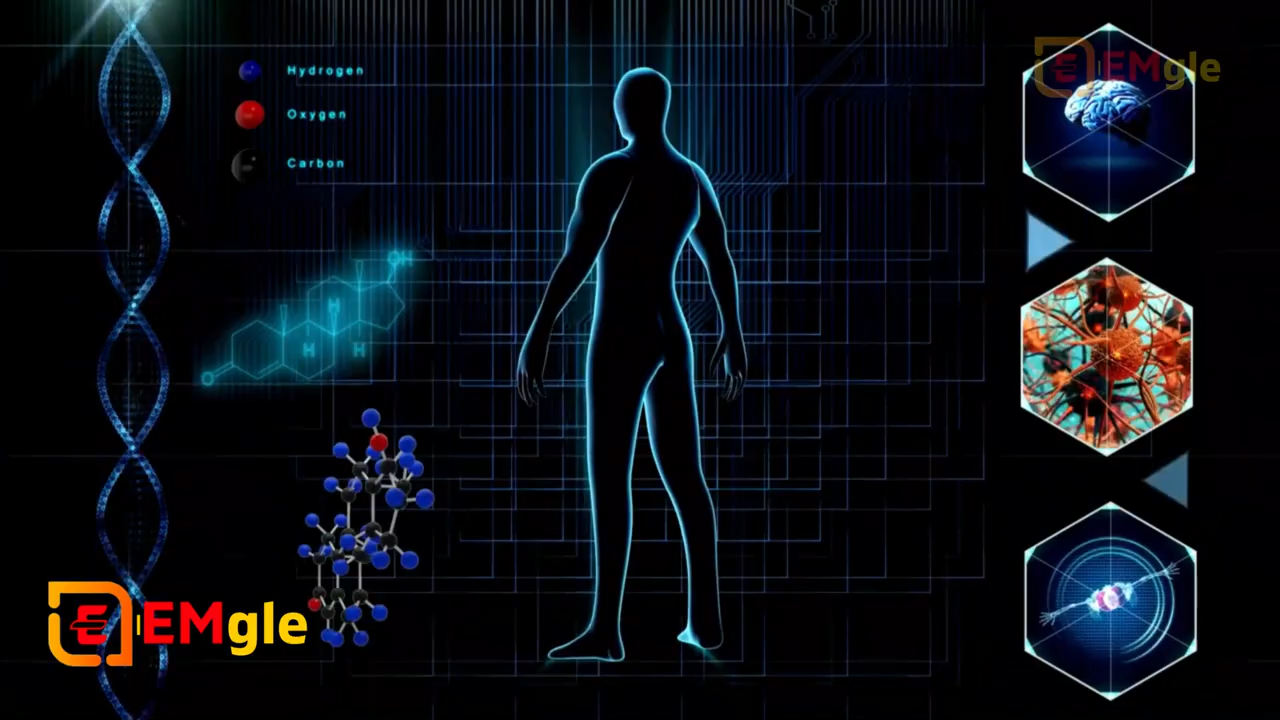 Hydrogen
Oxygen
Carbon
EMgle
OH
H
H
H
O
EMgle